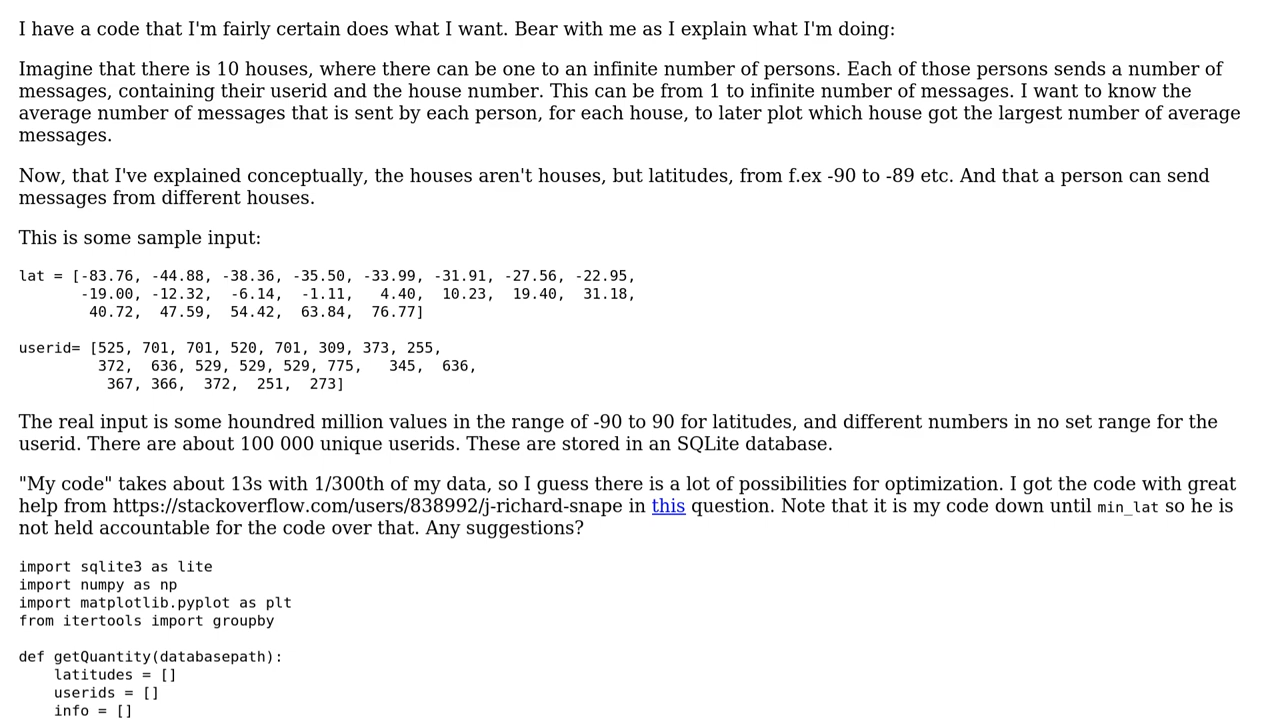 I have a code that I'm fairly certain does what I want. Bear with me as I explain what I'm doing:
Imagine that there is 10 houses, where there can be one to an infinite number of persons. Each of those persons sends a number of
messages, containing their userid and the house number. This can be from 1 to infinite number of messages. I want to know the
average number of messages that is sent by each person, for each house, to later plot which house got the largest number of average
messages.
Now, that I've explained conceptually, the houses aren't houses, but latitudes, from f.ex -90 to -89 etc. And that a person can send
messages from different houses.
This is some sample input:
lat = [-83.76, -44.88, -38.36, -35.50, -33.99, -31.91, -27.56, -22.95,
-19.00, -12.32,  -6.14,  -1.11,   4.40,  10.23,  19.40,  31.18,
40.72,  47.59,  54.42,  63.84,  76.77]
userid= [525, 701, 701, 520, 701, 309, 373, 255,
372,  636, 529, 529, 529, 775,   345,  636,
367, 366,  372,  251,  273]
The real input is some houndred million values in the range of -90 to 90 for latitudes, and different numbers in no set range for the
userid. There are about 100 000 unique userids. These are stored in an SQLite database.
"My code" takes about 13s with 1/300th of my data, so I guess there is a lot of possibilities for optimization. I got the code with great
help from https://stackoverflow.com/users/838992/j-richard-snape in this question. Note that it is my code down until min_lat so he is
not held accountable for the code over that. Any suggestions?
import sqlite3 as lite
import numpy as np
import matplotlib.pyplot as plt
from itertools import groupby
def getQuantity(databasepath):
    latitudes = []
    userids = []
    info = []